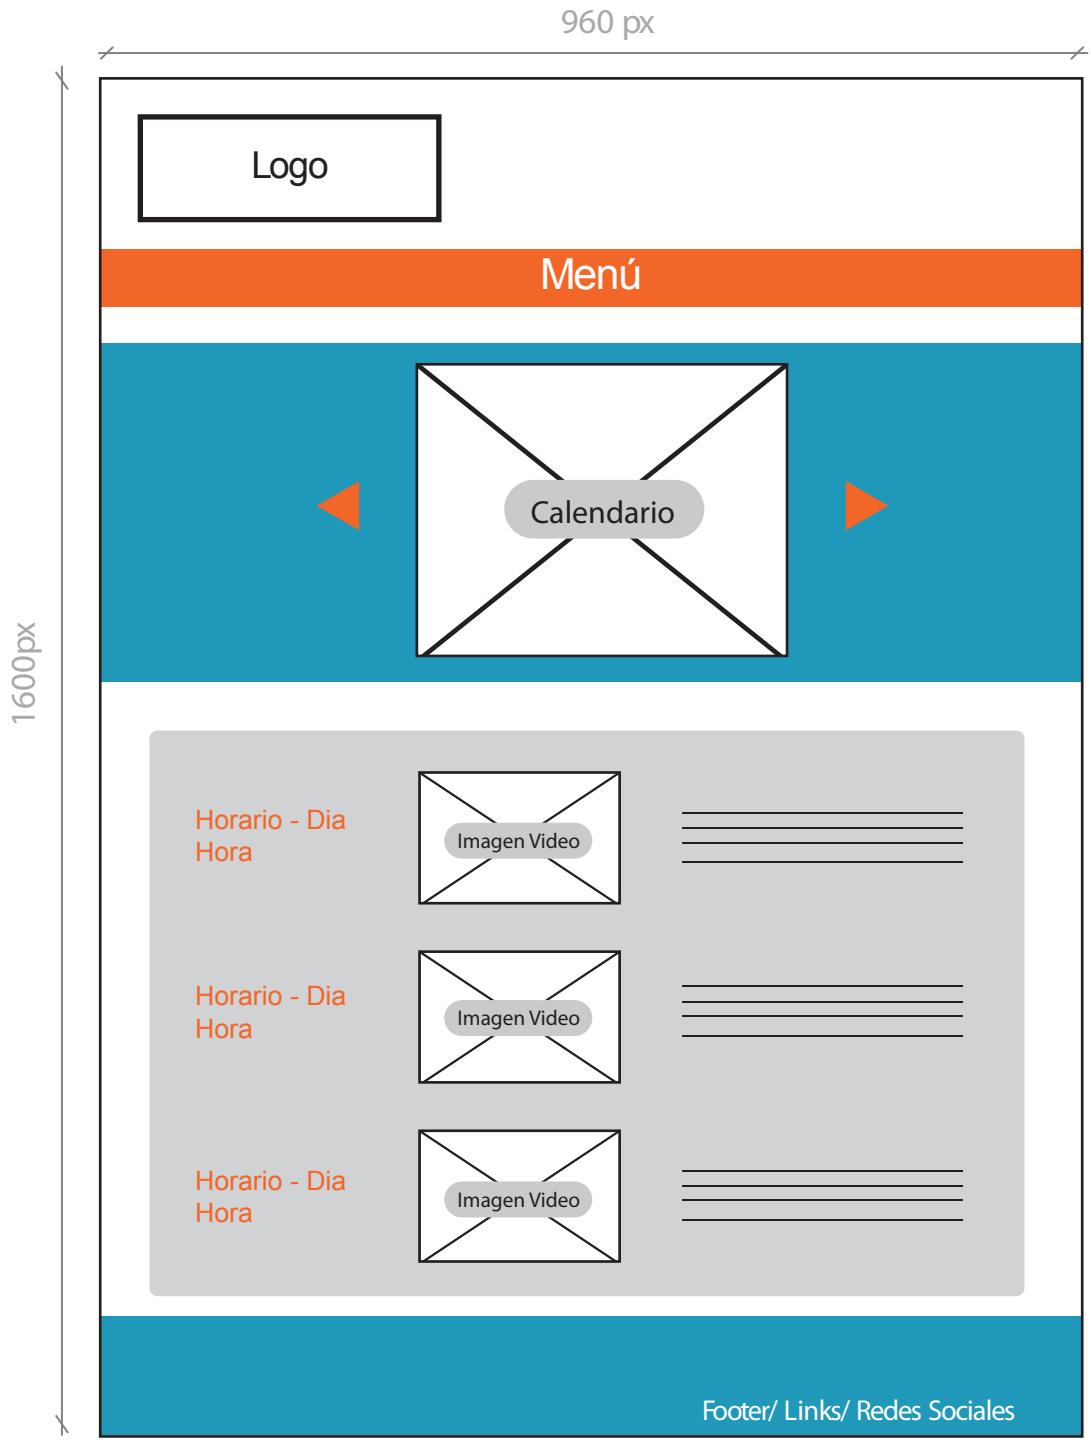 960 px
1600px
Logo
Menú
Calendario
Horario - Dia
Hora
Imagen Video
Horario - Dia
Hora
Imagen Video
Horario - Dia
Hora
Imagen Video
Footer/ Links/ Redes Sociales